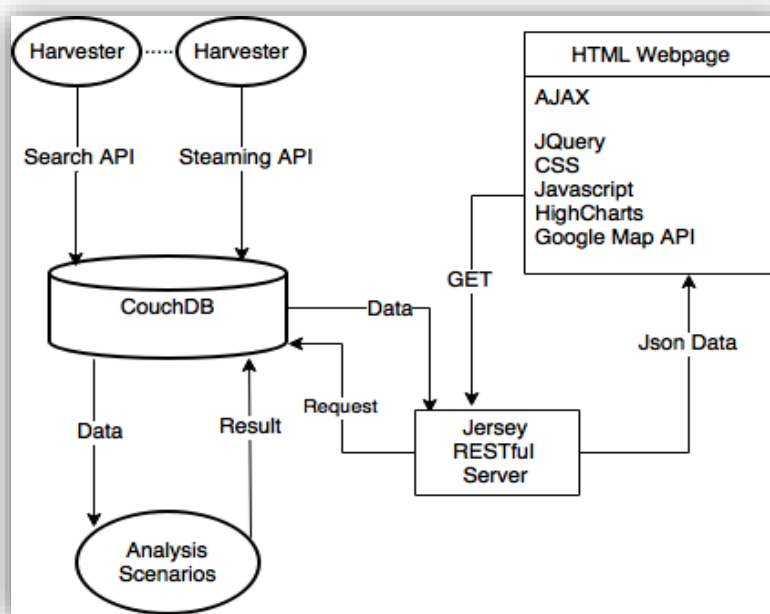 Harvester ..... Harvester
HTML Webpage
AJAX
JQuery
CSS
Javascript
HighCharts
Google Map API
Search API
Steaming API
CouchDB
Data
GET
Json Data
Request
Data
Result
Jersey
RESTful
Server
Analysis
Scenarios